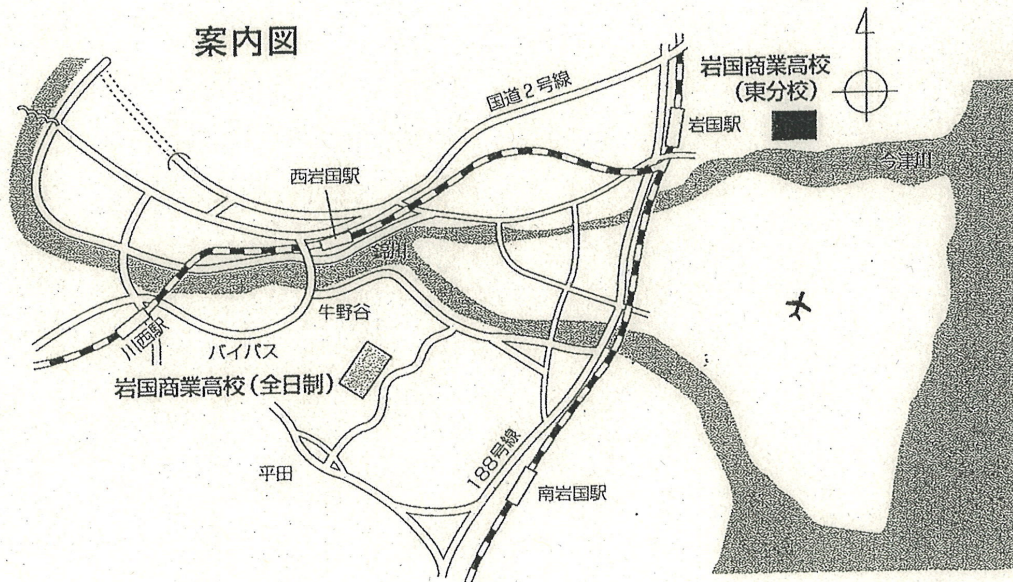 案内図
国道2号線
岩国商業高校
(東分校)
岩国駅
今津川
西岩国駅
錦川
牛野谷
川西駅
バイパス
岩国商業高校(全日制)
平田
188号線
南岩国駅